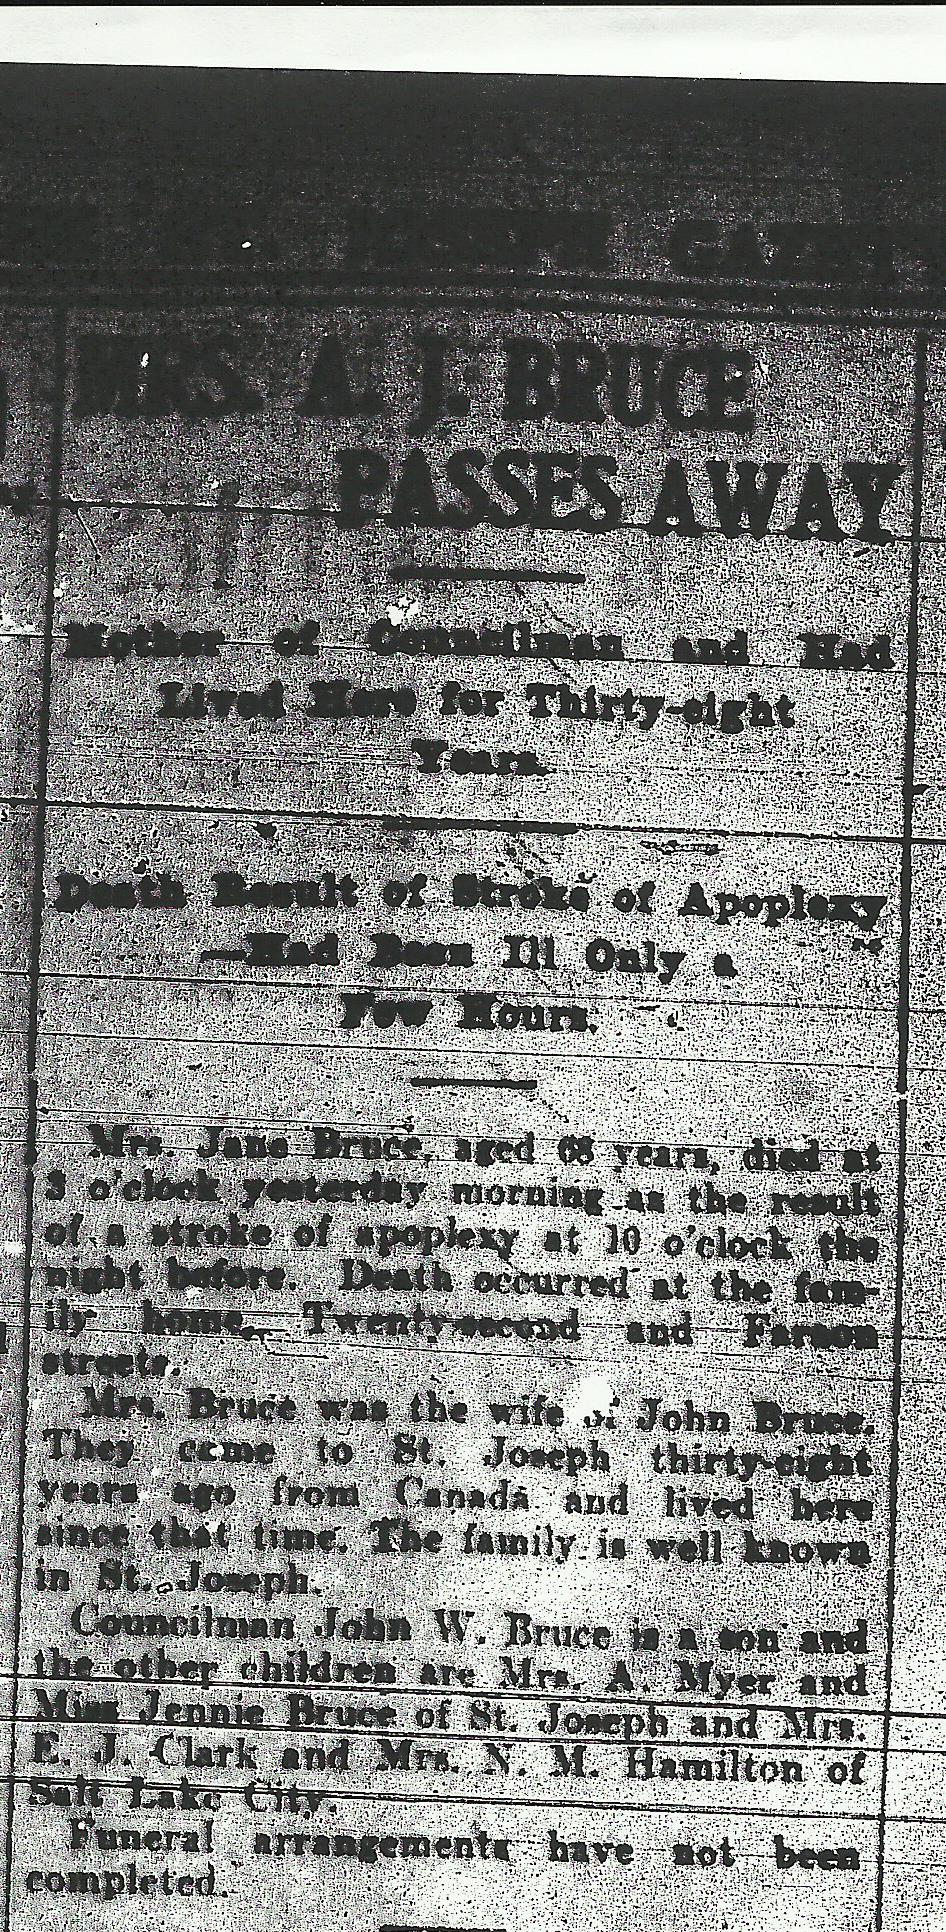 GAZETTE
MRS. A. J. BRUCE
PASSES AWAY
Mother of Councilman and Had
Lived Here for Thirty-eight
Years.
Death Result of Stroke of Apoplexy
—Had Been Ill Only a
Few Hours.
Mrs. Jane Bruce, aged 68 years, died at
3 o'clock yesterday morning as the result
of a stroke of apoplexy at 10 o'clock the
night before. Death occurred at the fam-
ily home, Twenty-second and Faraon
streets.
Mrs. Bruce was the wife of John Bruce.
They came to St. Joseph thirty-eight
years ago from Canada and lived here
since that time. The family is well known
in St. Joseph.
Councilman John W. Bruce is a son and
the other children are Mrs. A. Myer and
Miss Jennie Bruce of St. Joseph and Mrs.
E. J. Clark and Mrs. N. M. Hamilton of
Salt Lake City.
Funeral arrangements have not been
completed.